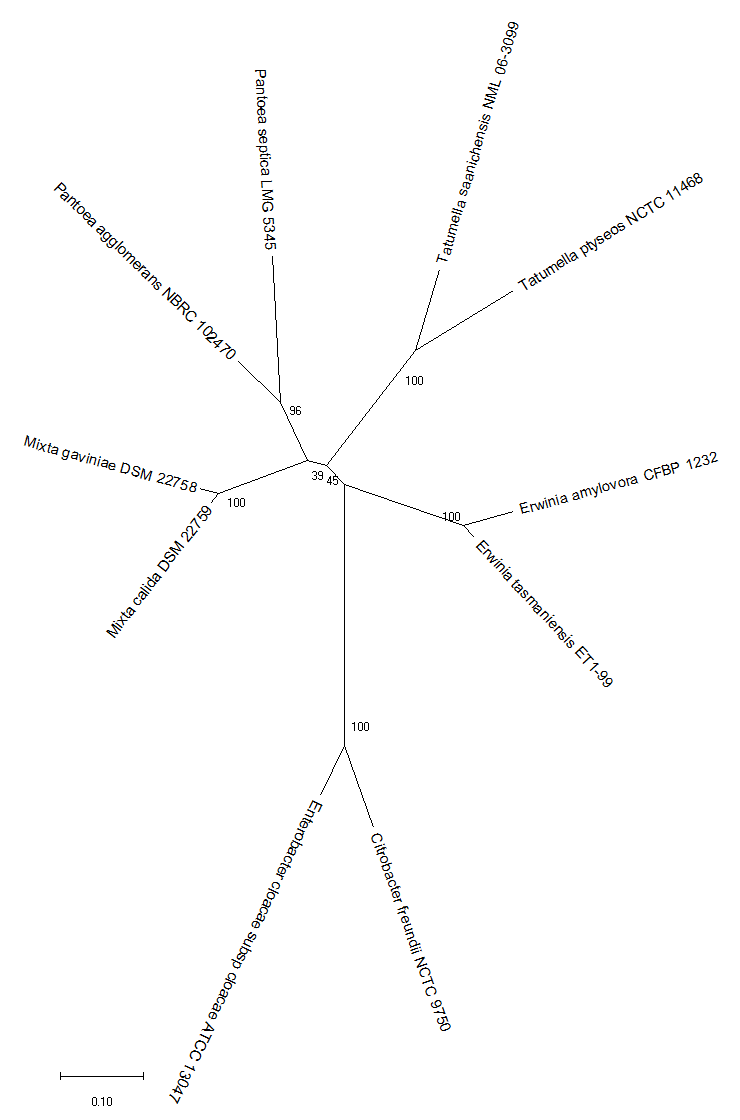 Tatumella saanichensis NML 06-3099
Pantoea septica LMG 5345
Tatumella ptyseos NCTC 11468
Pantoea agglomerans NBRC 102470
100
96
Mixta gaviniae DSM 22758
Erwinia amylovora CFBP 1232
39
45
100
100
Mixta calida DSM 22759
Erwinia tasmaniensis ET1-99
100
Enterobacter cloacae subsp cloacae ATCC 13047
Citrobacter freundii NCTC 9750
0.10